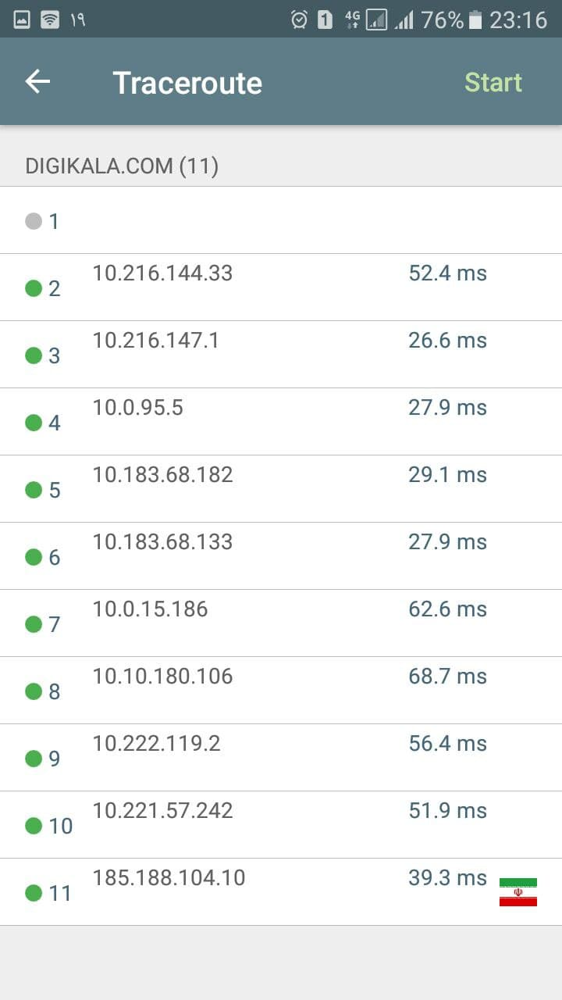 ۱۹ 1 4G 76% 23:16
Traceroute Start
DIGIKALA.COM (11)
1
2 10.216.144.33 52.4 ms
3 10.216.147.1 26.6 ms
4 10.0.95.5 27.9 ms
5 10.183.68.182 29.1 ms
6 10.183.68.133 27.9 ms
7 10.0.15.186 62.6 ms
8 10.10.180.106 68.7 ms
9 10.222.119.2 56.4 ms
10 10.221.57.242 51.9 ms
11 185.188.104.10 39.3 ms